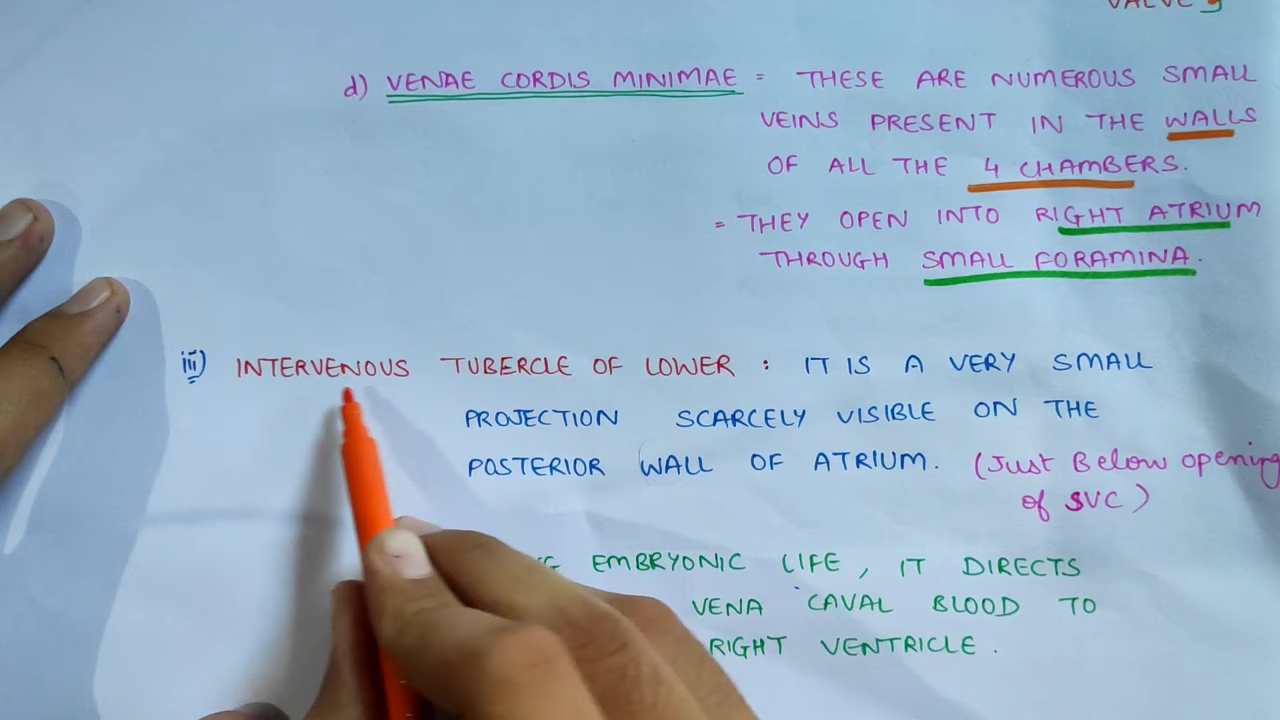 VALVE
d) VENAE CORDIS MINIMAE = THESE ARE NUMEROUS SMALL
VEINS PRESENT IN THE WALLS
OF ALL THE 4 CHAMBERS.
= THEY OPEN INTO RIGHT ATRIUM
THROUGH SMALL FORAMINA.
iii) INTERVENOUS TUBERCLE OF LOWER : IT IS A VERY SMALL
PROJECTION SCARCELY VISIBLE ON THE
POSTERIOR WALL OF ATRIUM. (Just Below opening
of SVC)
EMBRYONIC LIFE, IT DIRECTS
VENA CAVAL BLOOD TO
RIGHT VENTRICLE.